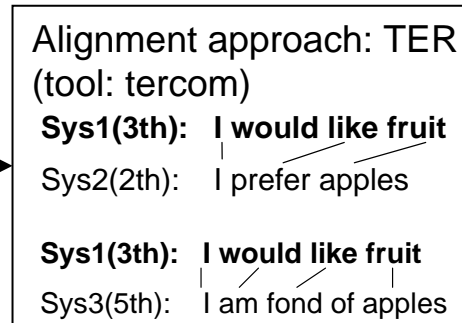 Alignment approach: TER
(tool: tercom)
Sys1(3th): I would like fruit
Sys2(2th): I prefer apples
Sys1(3th): I would like fruit
Sys3(5th): I am fond of apples